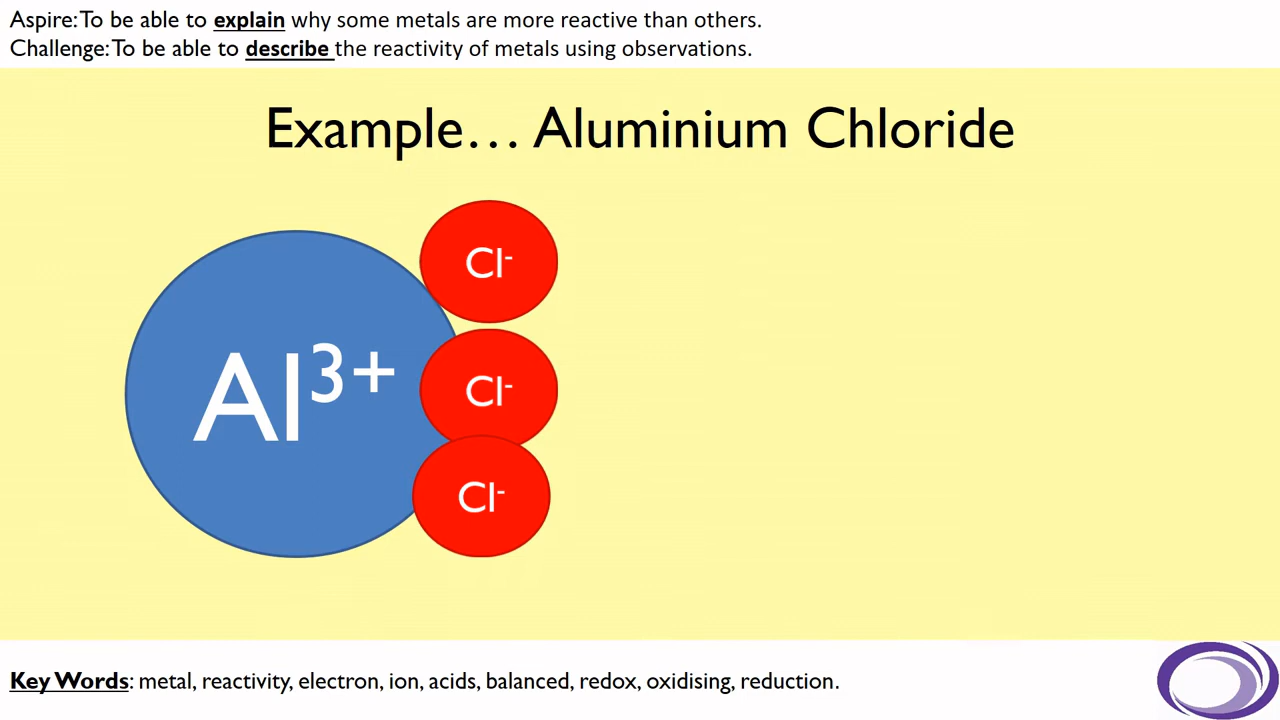 Aspire: To be able to explain why some metals are more reactive than others.
Challenge: To be able to describe the reactivity of metals using observations.
Example… Aluminium Chloride
Cl⁻
Al³⁺
Cl⁻
Cl⁻
Key Words: metal, reactivity, electron, ion, acids, balanced, redox, oxidising, reduction.